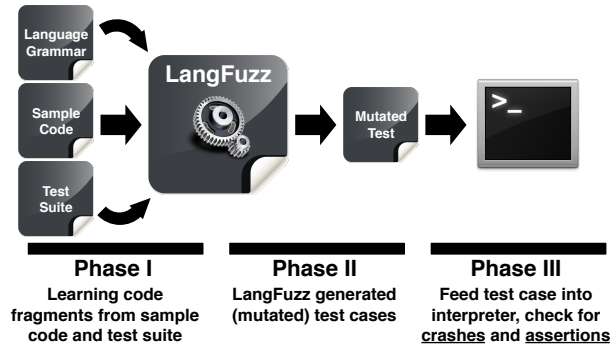 Language
Grammar
Sample
Code
Test
Suite
LangFuzz
Mutated
Test
>_
Phase I
Learning code
fragments from sample
code and test suite
Phase II
LangFuzz generated
(mutated) test cases
Phase III
Feed test case into
interpreter, check for
crashes and assertions